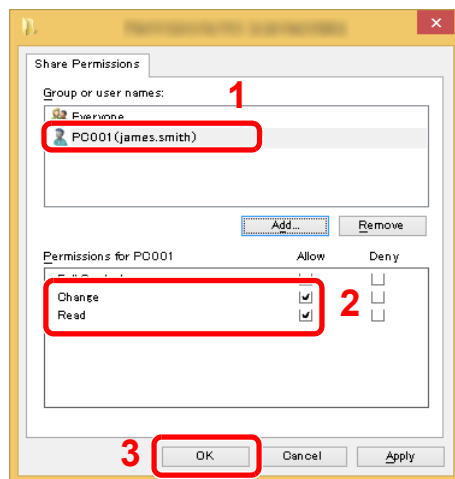 Share Permissions
Group or user names:
1
Everyone
PC001(james.smith)
Add... Remove
Permissions for PC001 Allow Deny
Change
Read
2
3
OK Cancel Apply